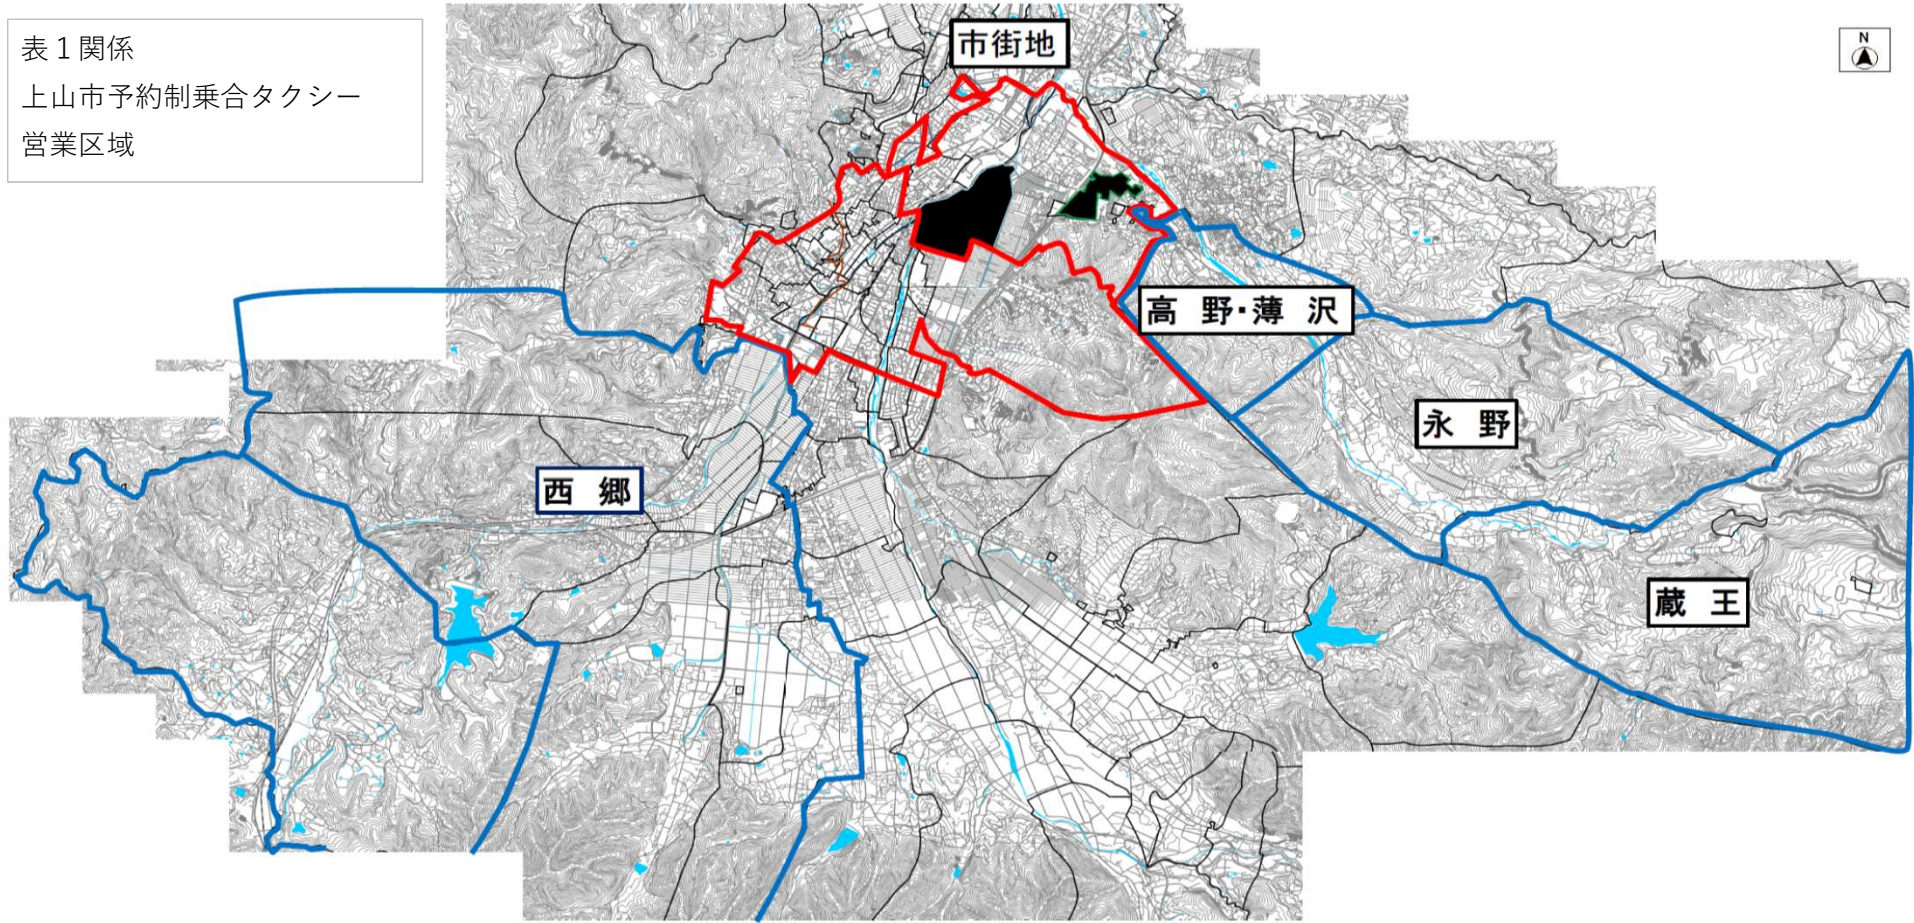 表１関係
上山市予約制乗合タクシー
営業区域
市街地
N
高 野・薄 沢
永 野
西 郷
蔵 王